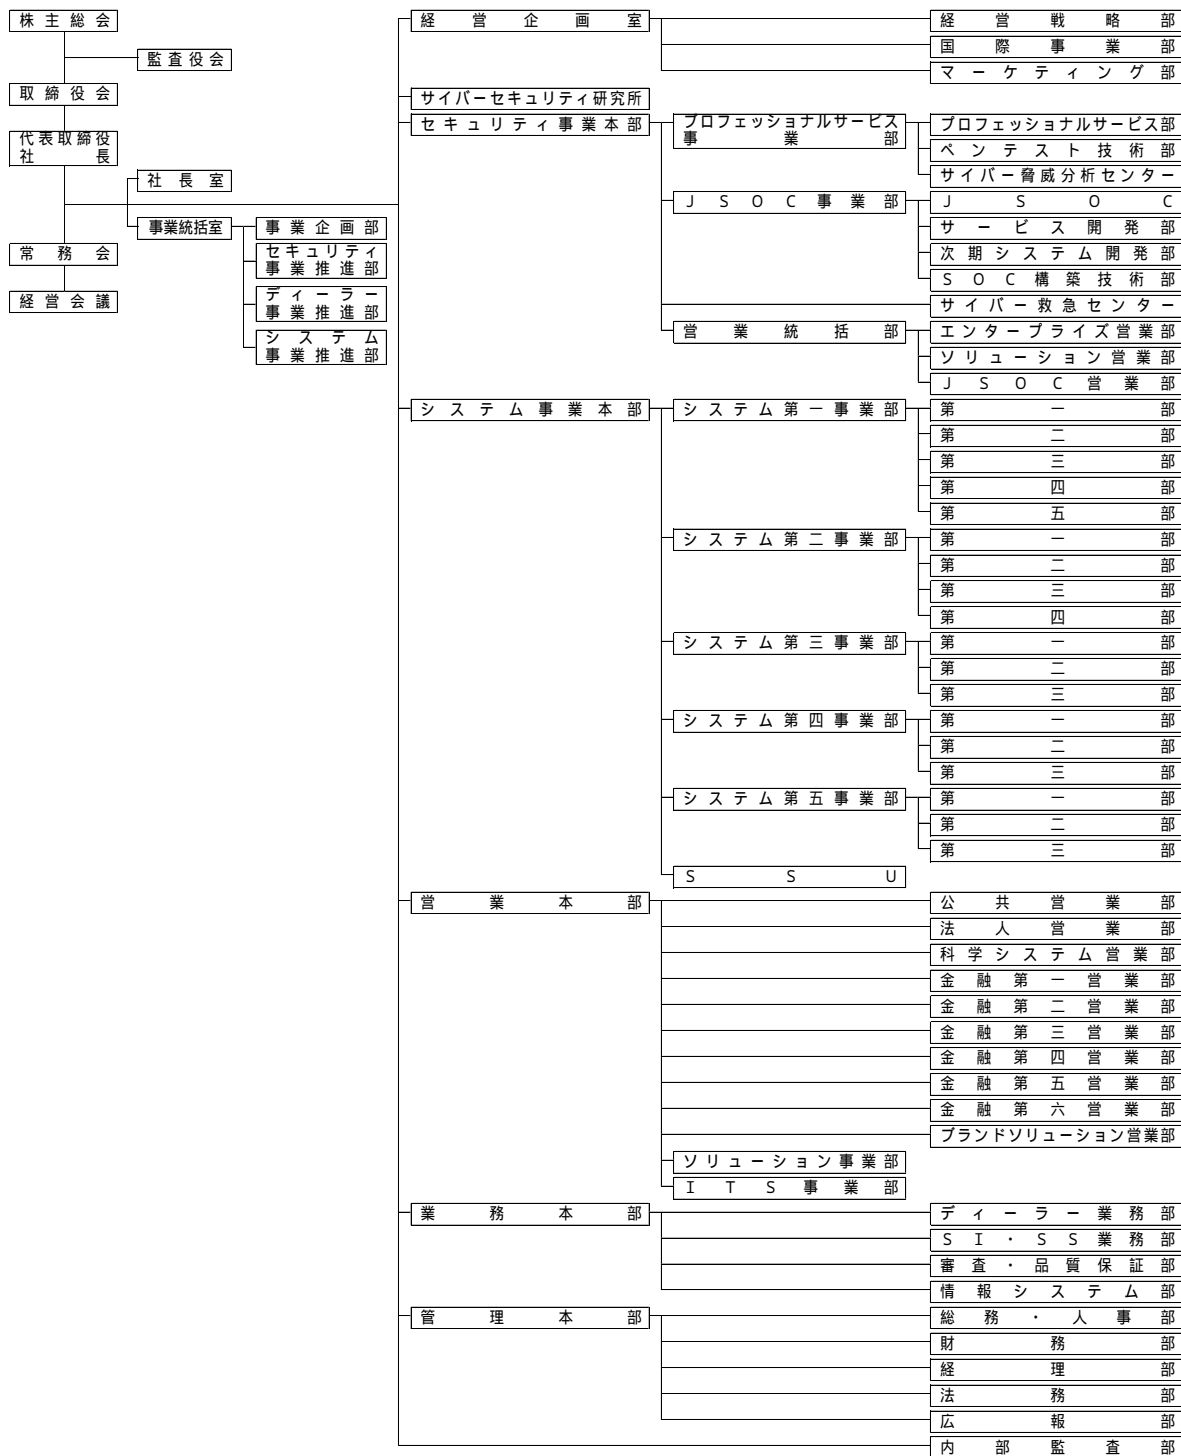 株主総会
監査役会
取締役会
代表取締役
社長
社長室
事業統括室
事業企画部
セキュリティ
事業推進部
ディーラー
事業推進部
システム
事業推進部
常務会
経営会議
経営企画室
経営戦略部
国際事業部
マーケティング部
サイバーセキュリティ研究所
セキュリティ事業本部
プロフェッショナルサービス
事業部
プロフェッショナルサービス部
ペンテスト技術部
サイバー脅威分析センター
JSOC事業部
JSOC
サービス開発部
次期システム開発部
SOC構築技術部
サイバー救急センター
営業統括部
エンタープライズ営業部
ソリューション営業部
JSOC営業部
システム事業本部
システム第一事業部
第一部
第二部
第三部
第四部
第五部
システム第二事業部
第一部
第二部
第三部
第四部
システム第三事業部
第一部
第二部
第三部
システム第四事業部
第一部
第二部
第三部
システム第五事業部
第一部
第二部
第三部
SSU
営業本部
公共営業部
法人営業部
科学システム営業部
金融第一営業部
金融第二営業部
金融第三営業部
金融第四営業部
金融第五営業部
金融第六営業部
ブランドソリューション営業部
ソリューション事業部
ITS事業部
業務本部
ディーラー業務部
SI・SS業務部
審査・品質保証部
情報システム部
管理本部
総務・人事部
財務部
経理部
法務部
広報部
内部監査部